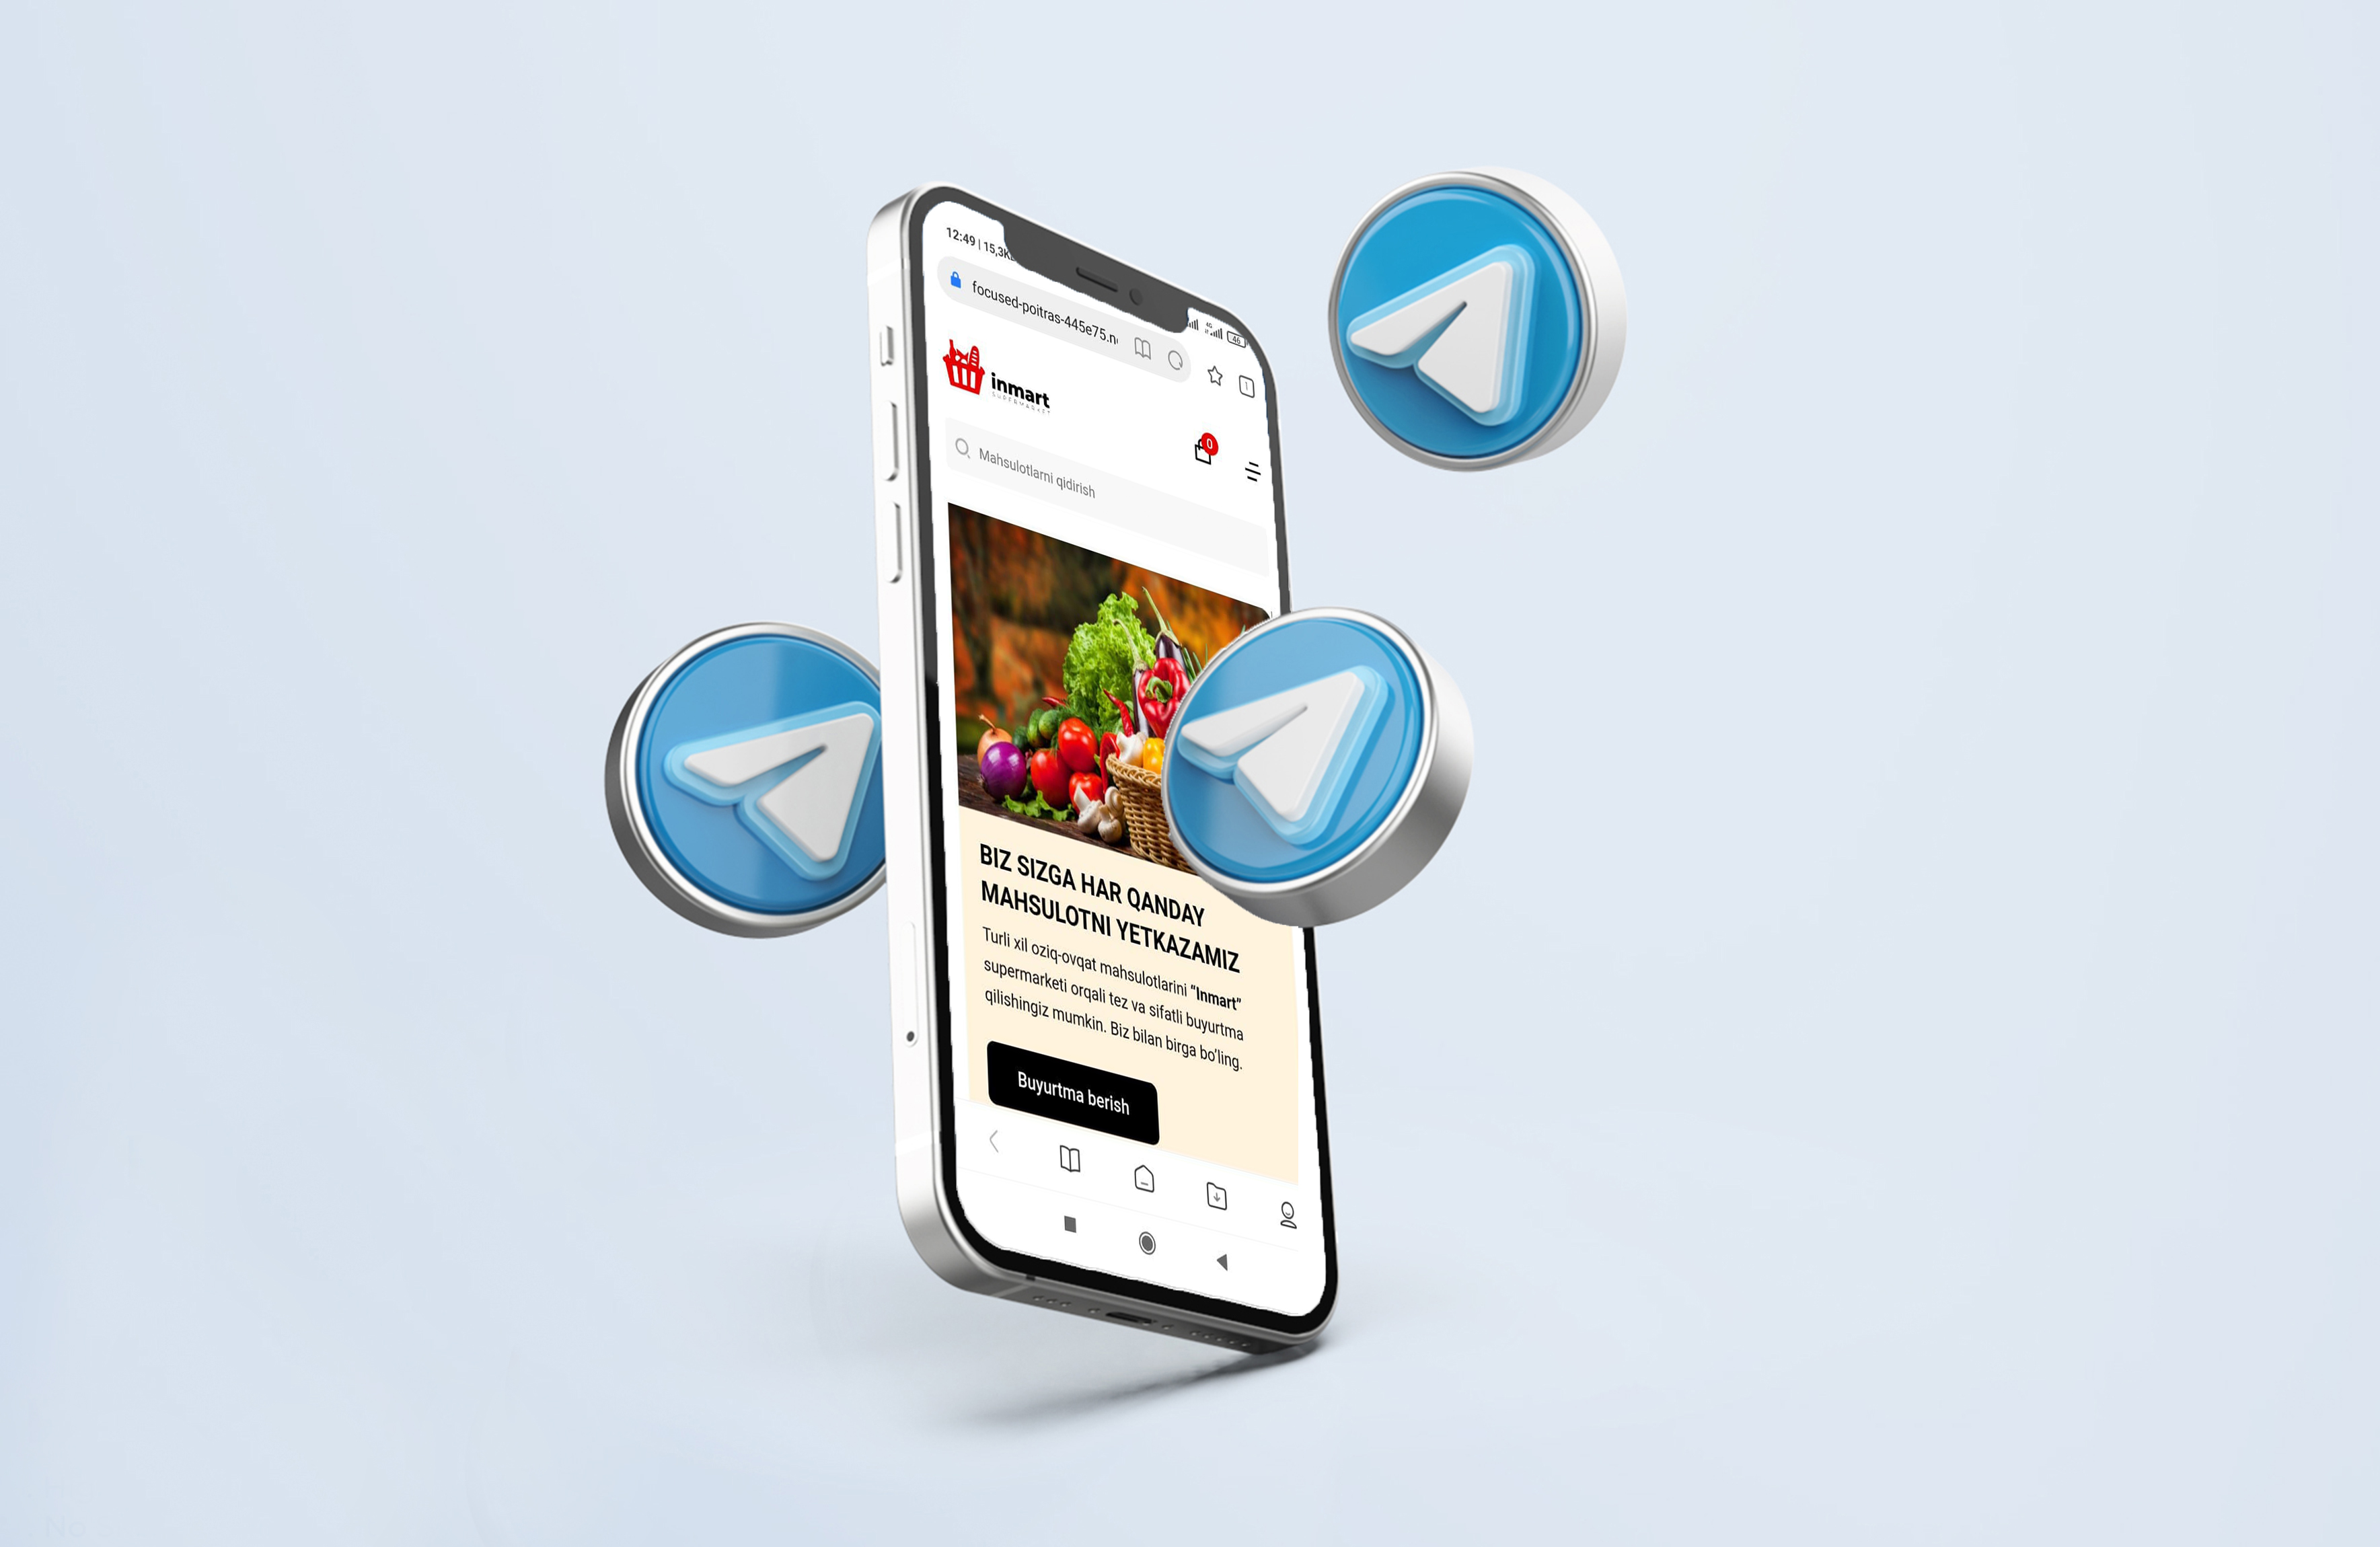 12:49 | 15,3K
46
focused-poitras-445e75.n
1
inmart
SUPERMARKET
0
Mahsulotlarni qidirish
BIZ SIZGA HAR QANDAY
MAHSULOTNI YETKAZAMIZ
Turli xil oziq-ovqat mahsulotlarini “Inmart”
supermarketi orqali tez va sifatli buyurtma
qilishingiz mumkin. Biz bilan birga bo‘ling.
Buyurtma berish